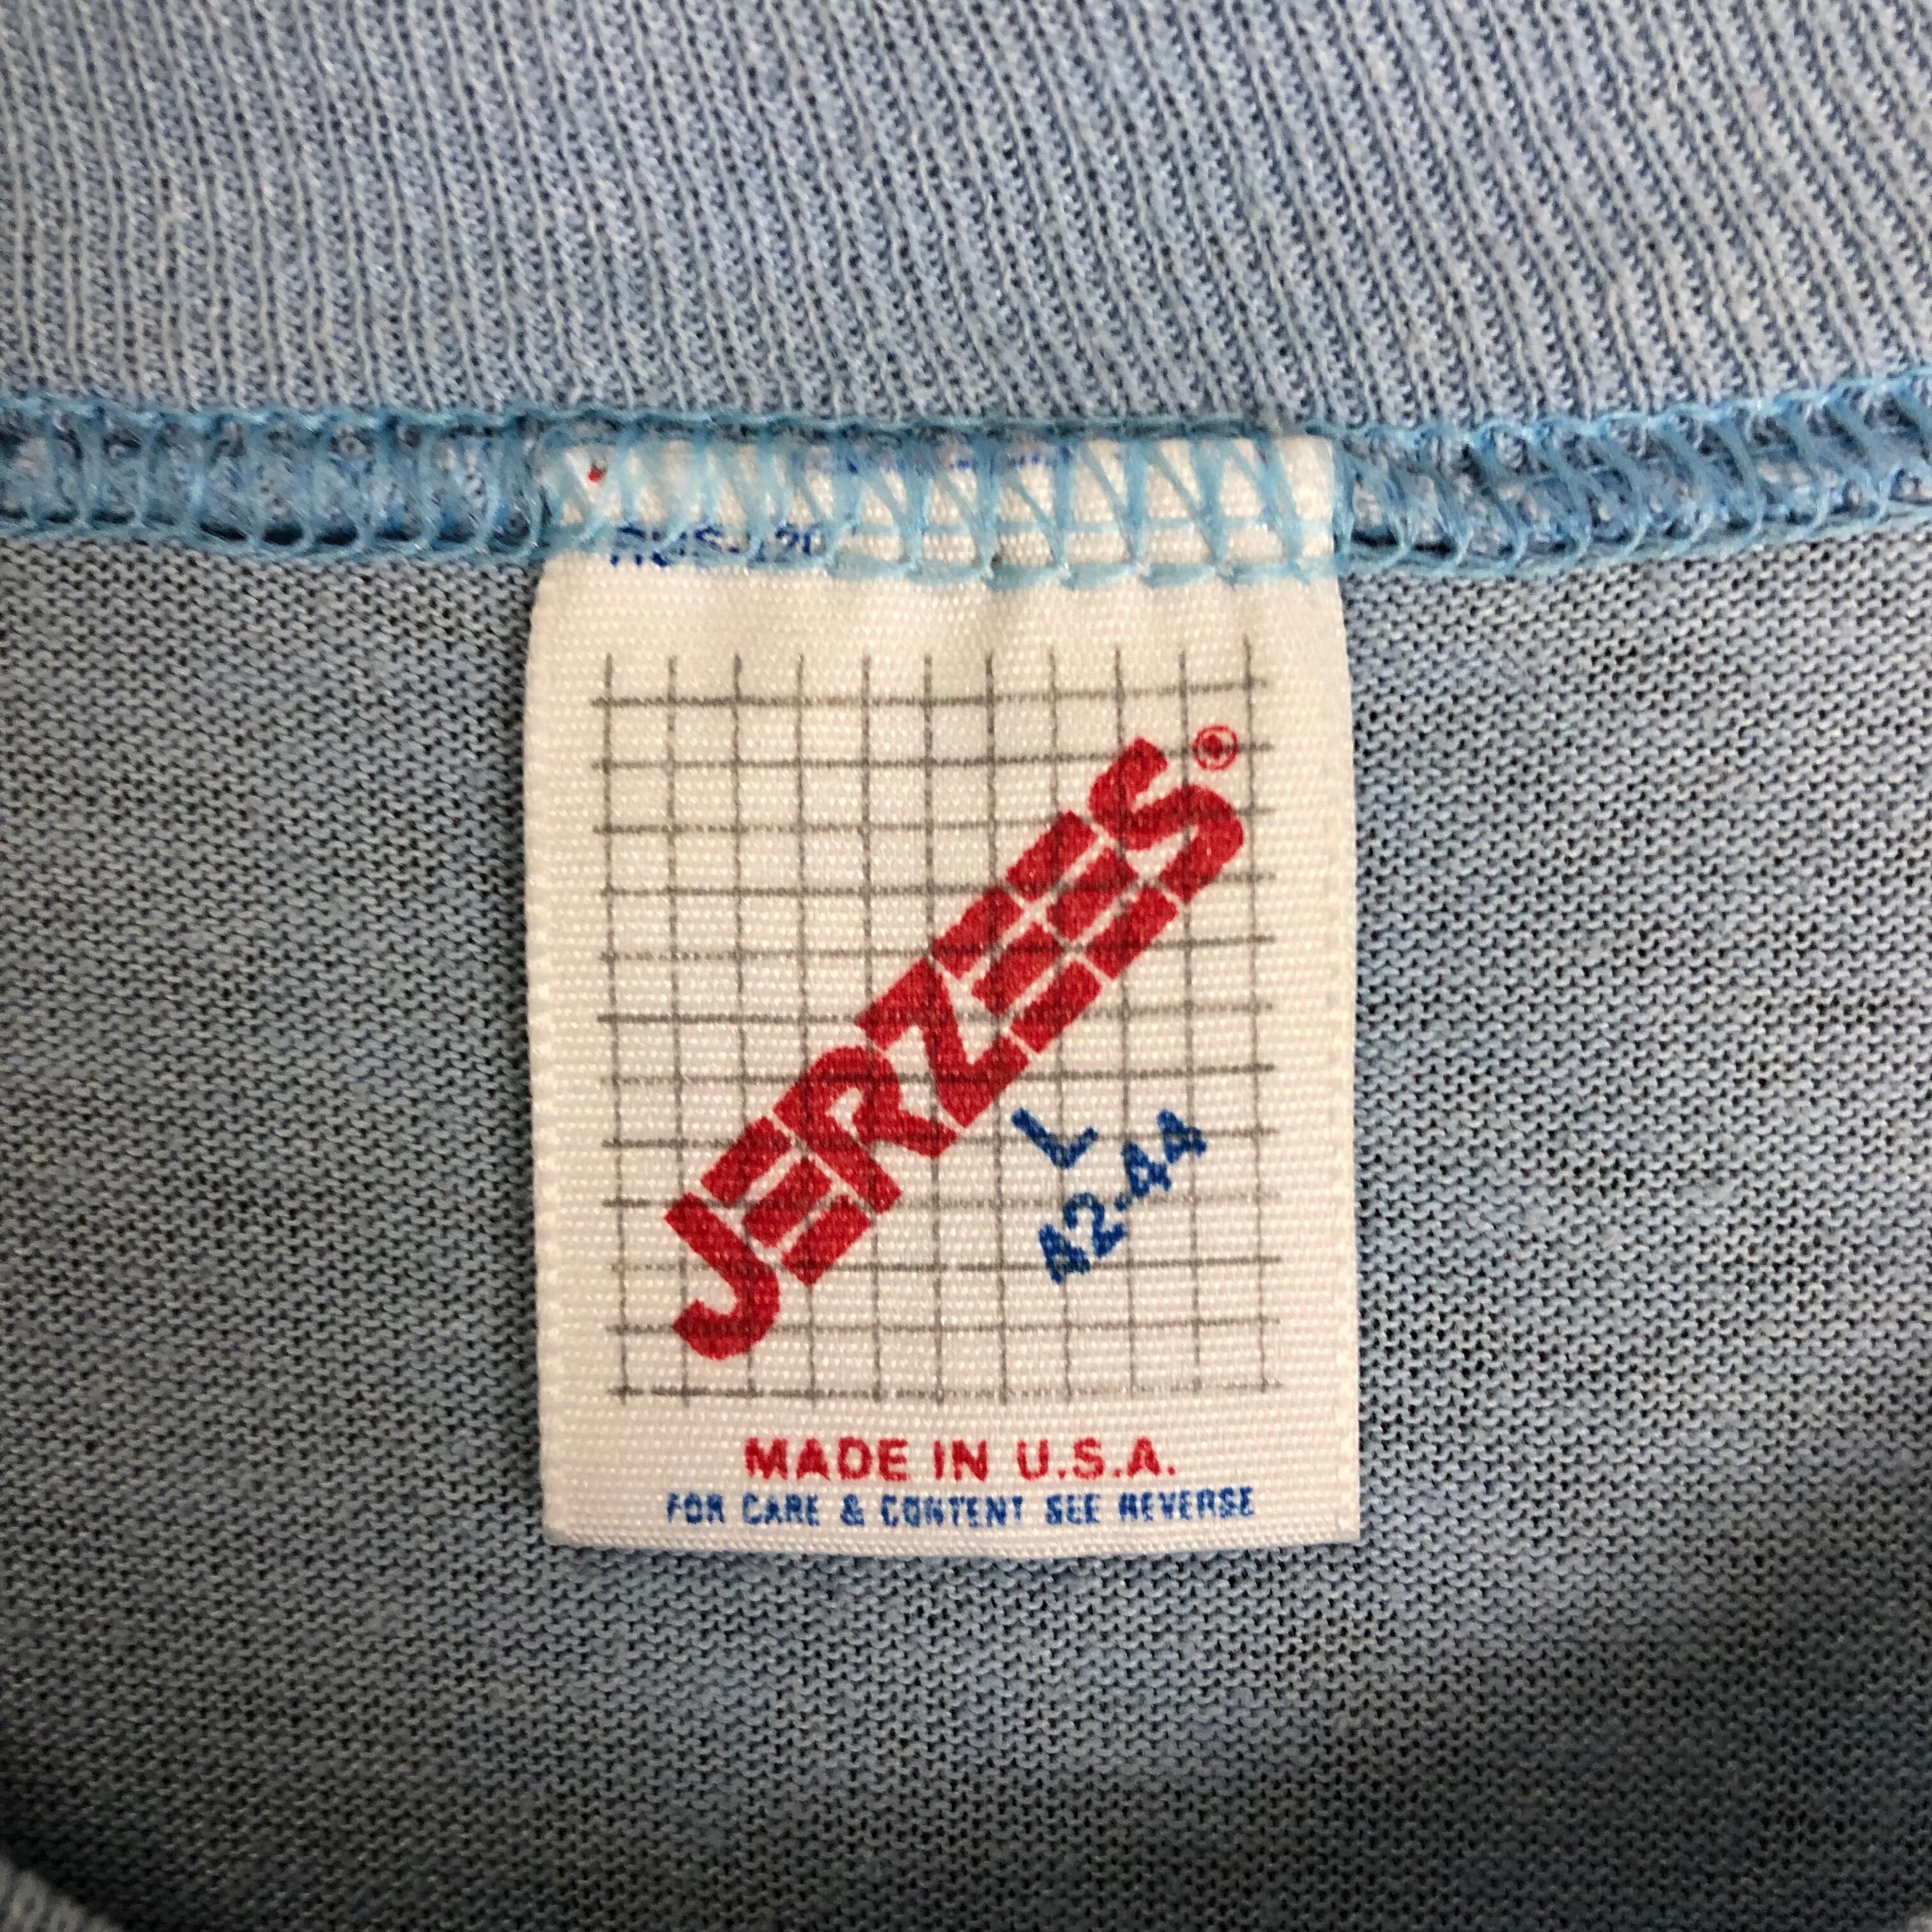 JERZEES®
L
42-44
MADE IN U.S.A.
FOR CARE & CONTENT SEE REVERSE